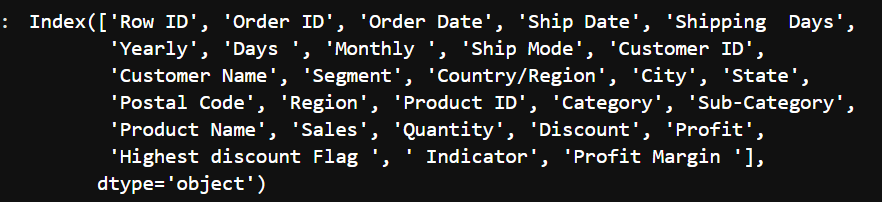 : Index(['Row ID', 'Order ID', 'Order Date', 'Ship Date', 'Shipping  Days',
'Yearly', 'Days ', 'Monthly ', 'Ship Mode', 'Customer ID',
'Customer Name', 'Segment', 'Country/Region', 'City', 'State',
'Postal Code', 'Region', 'Product ID', 'Category', 'Sub-Category',
'Product Name', 'Sales', 'Quantity', 'Discount', 'Profit',
'Highest discount Flag ', ' Indicator', 'Profit Margin '],
dtype='object')